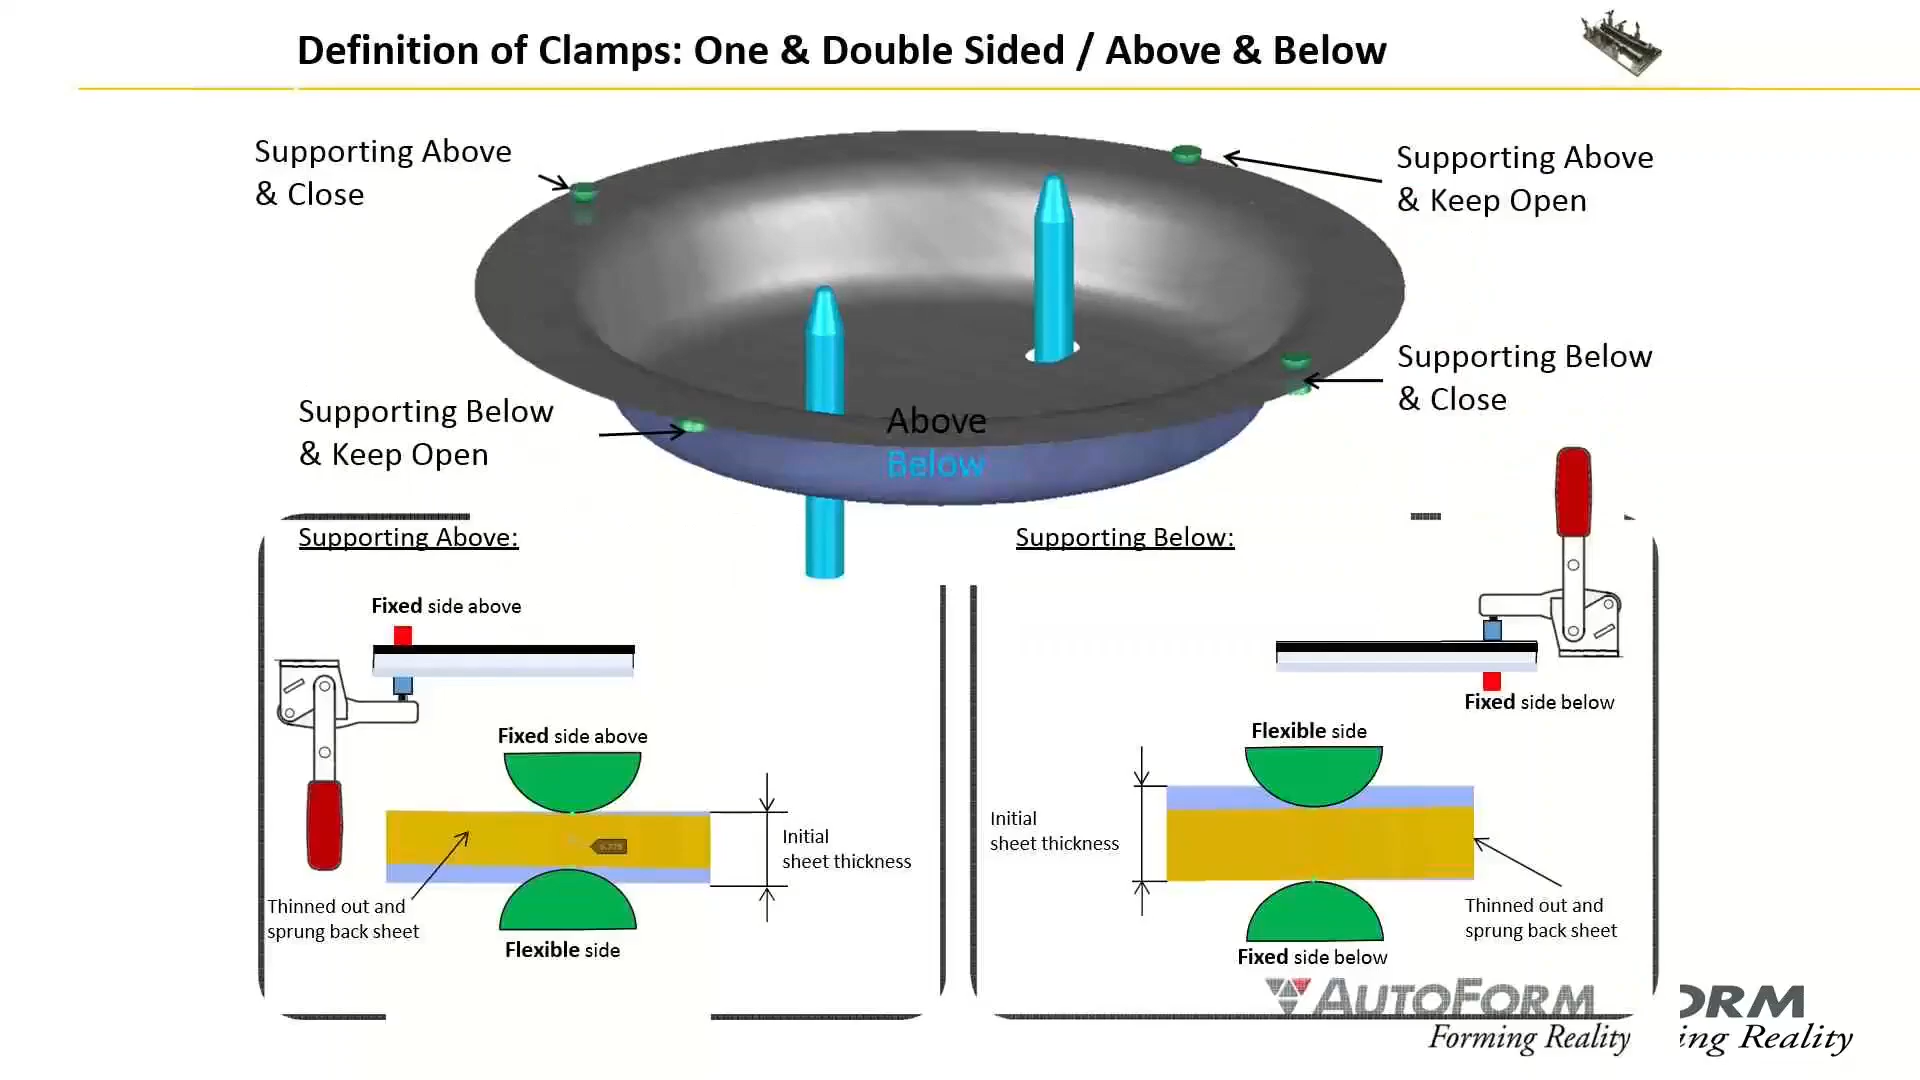 Definition of Clamps: One & Double Sided / Above & Below
Supporting Above
& Close
Supporting Above
& Keep Open
Supporting Below
& Close
Supporting Below
& Keep Open
Above
Below
Supporting Above:
Fixed side above
Fixed side above
Initial
sheet thickness
Thinned out and
sprung back sheet
Flexible side
Supporting Below:
Fixed side below
Flexible side
Initial
sheet thickness
Thinned out and
sprung back sheet
Fixed side below
AUTOFORM
Forming Reality
ORM
ing Reality